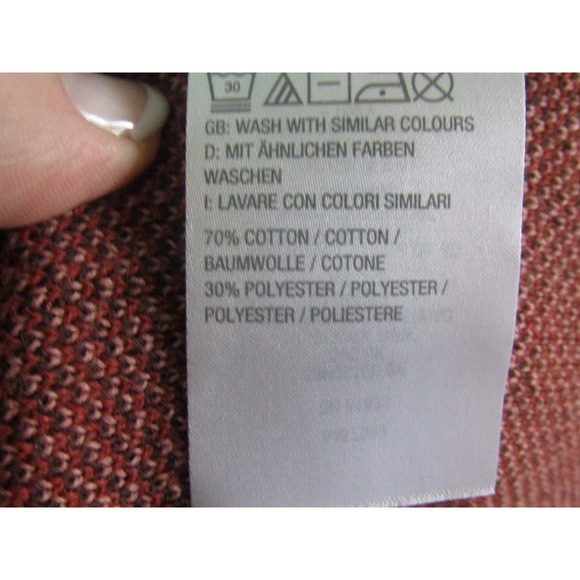 30
GB: WASH WITH SIMILAR COLOURS
D: MIT ÄHNLICHEN FARBEN
WASCHEN
I: LAVARE CON COLORI SIMILARI
70% COTTON / COTTON /
BAUMWOLLE / COTONE
30% POLYESTER / POLYESTER /
POLYESTER / POLIESTERE